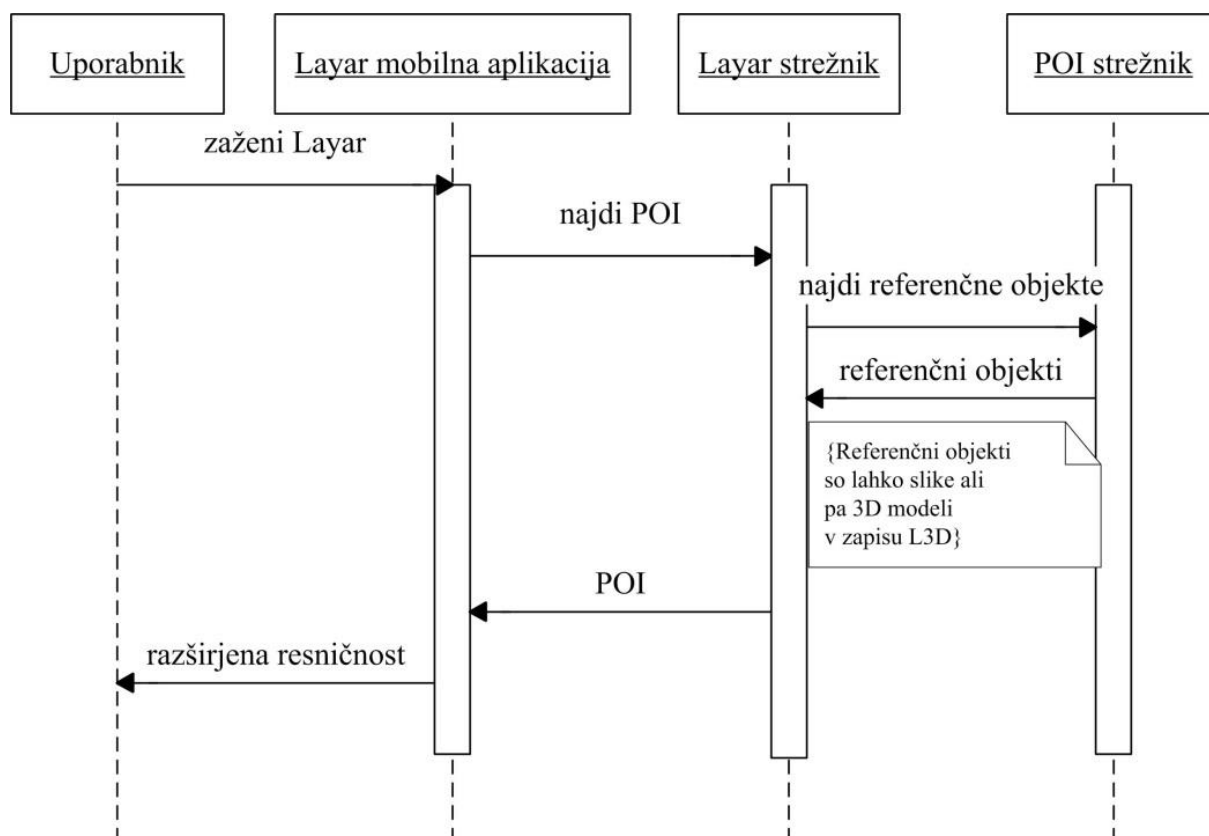 Uporabnik
Layar mobilna aplikacija
Layar strežnik
POI strežnik
zaženi Layar
najdi POI
najdi referenčne objekte
referenčni objekti
{Referenčni objekti
so lahko slike ali
pa 3D modeli
v zapisu L3D}
POI
razširjena resničnost